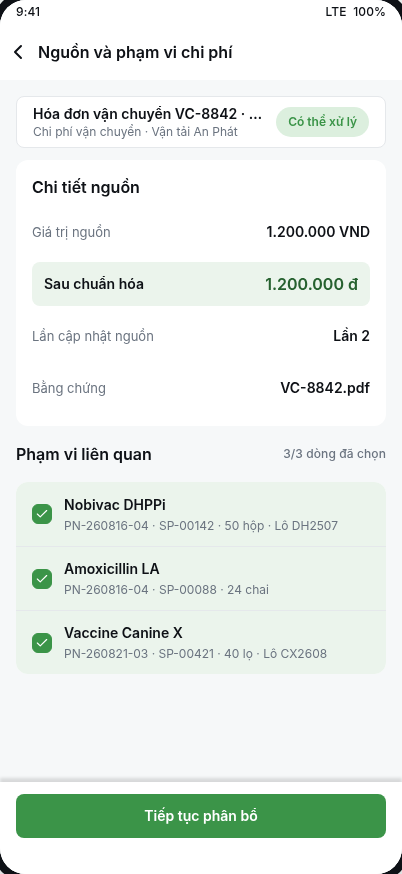 9:41
LTE 100%
Nguồn và phạm vi chi phí
Hóa đơn vận chuyển VC-8842 · ...
Chi phí vận chuyển · Vận tải An Phát
Có thể xử lý
Chi tiết nguồn
Giá trị nguồn
1.200.000 VND
Sau chuẩn hóa
1.200.000 đ
Lần cập nhật nguồn
Lần 2
Bằng chứng
VC-8842.pdf
Phạm vi liên quan
3/3 dòng đã chọn
Nobivac DHPPi
PN-260816-04 · SP-00142 · 50 hộp · Lô DH2507
Amoxicillin LA
PN-260816-04 · SP-00088 · 24 chai
Vaccine Canine X
PN-260821-03 · SP-00421 · 40 lọ · Lô CX2608
Tiếp tục phân bổ